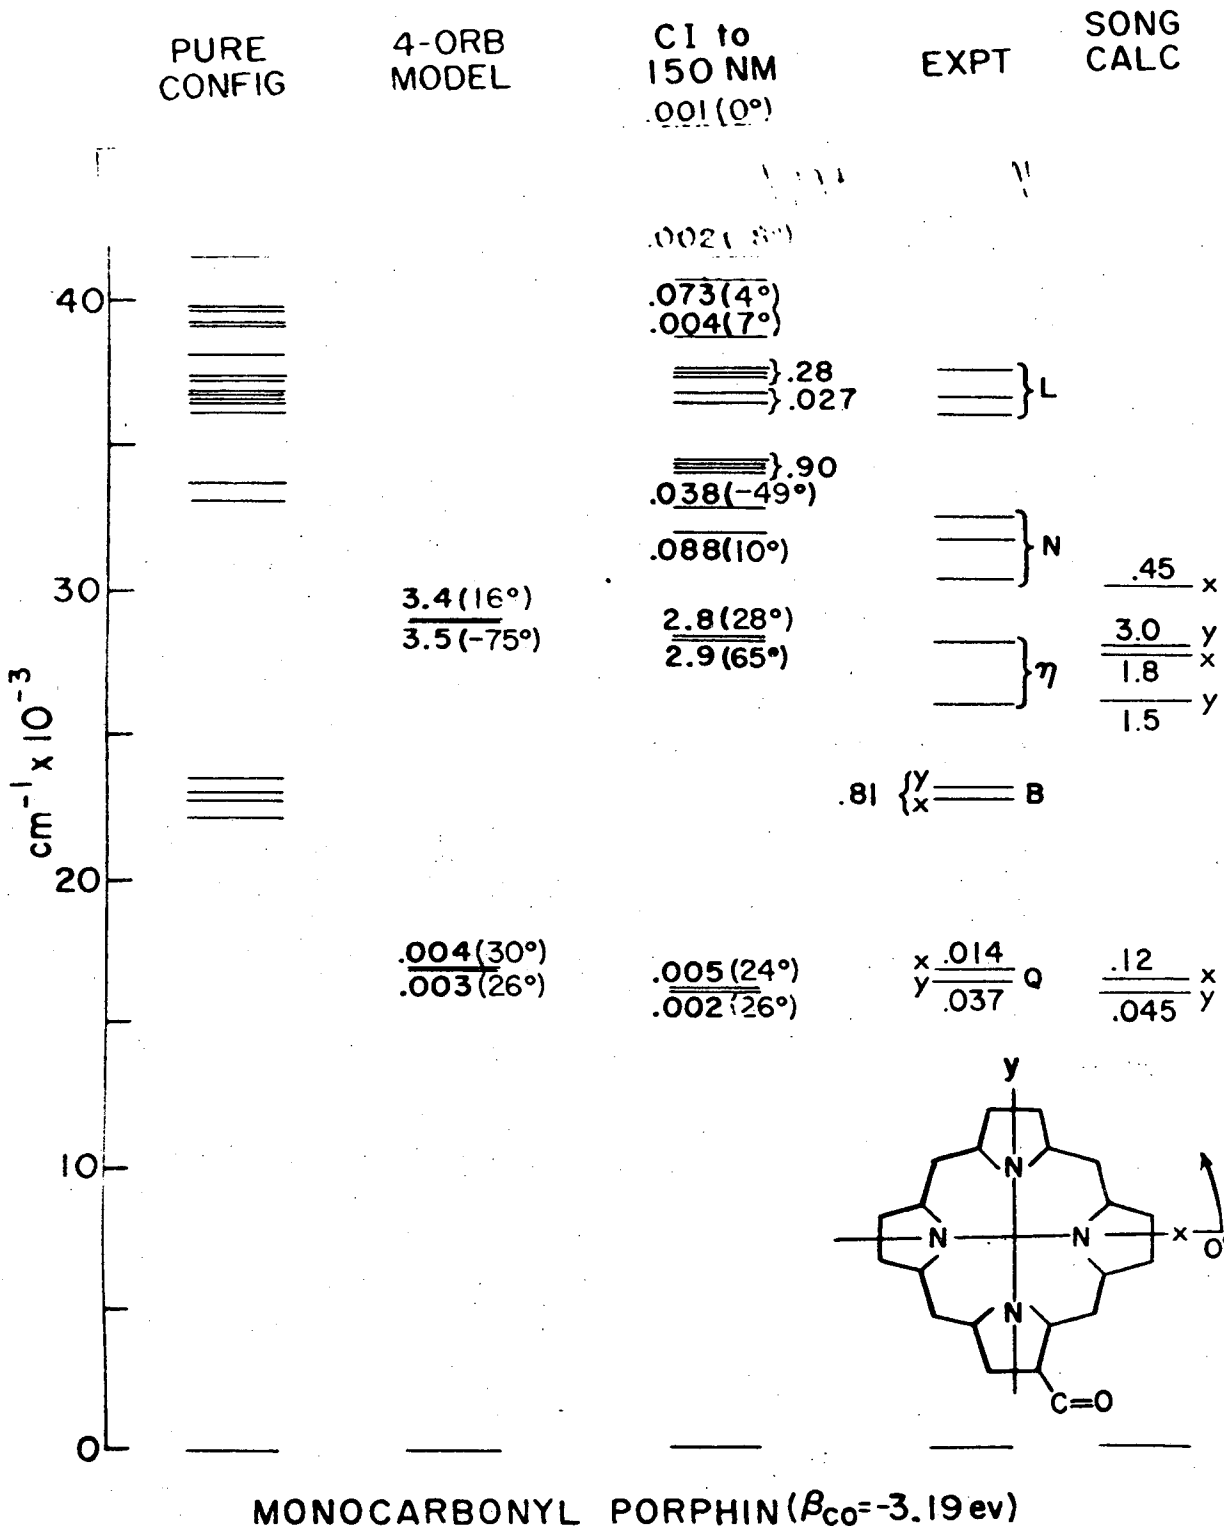 PURE CONFIG
4-ORB MODEL
CI to 150 NM
EXPT
SONG CALC
.001(0°)
.002(
40
.073(4°)
.004(7°)
}.28
}.027
}L
}.90
.038(-49°)
.088(10°)
}N
30
3.4(16°)
3.5(-75°)
2.8(28°)
2.9(65°)
}η
.45 x
3.0 y
1.8 x
1.5 y
cm⁻¹ x 10⁻³
.81 {y x
B
20
.004(30°)
.003(26°)
.005(24°)
.002(26°)
x .014
y .037
Q
.12 x
.045 y
y
10
N
N
N
x
0°
N
C=O
0
MONOCARBONYL PORPHIN (βCO=-3.19ev)